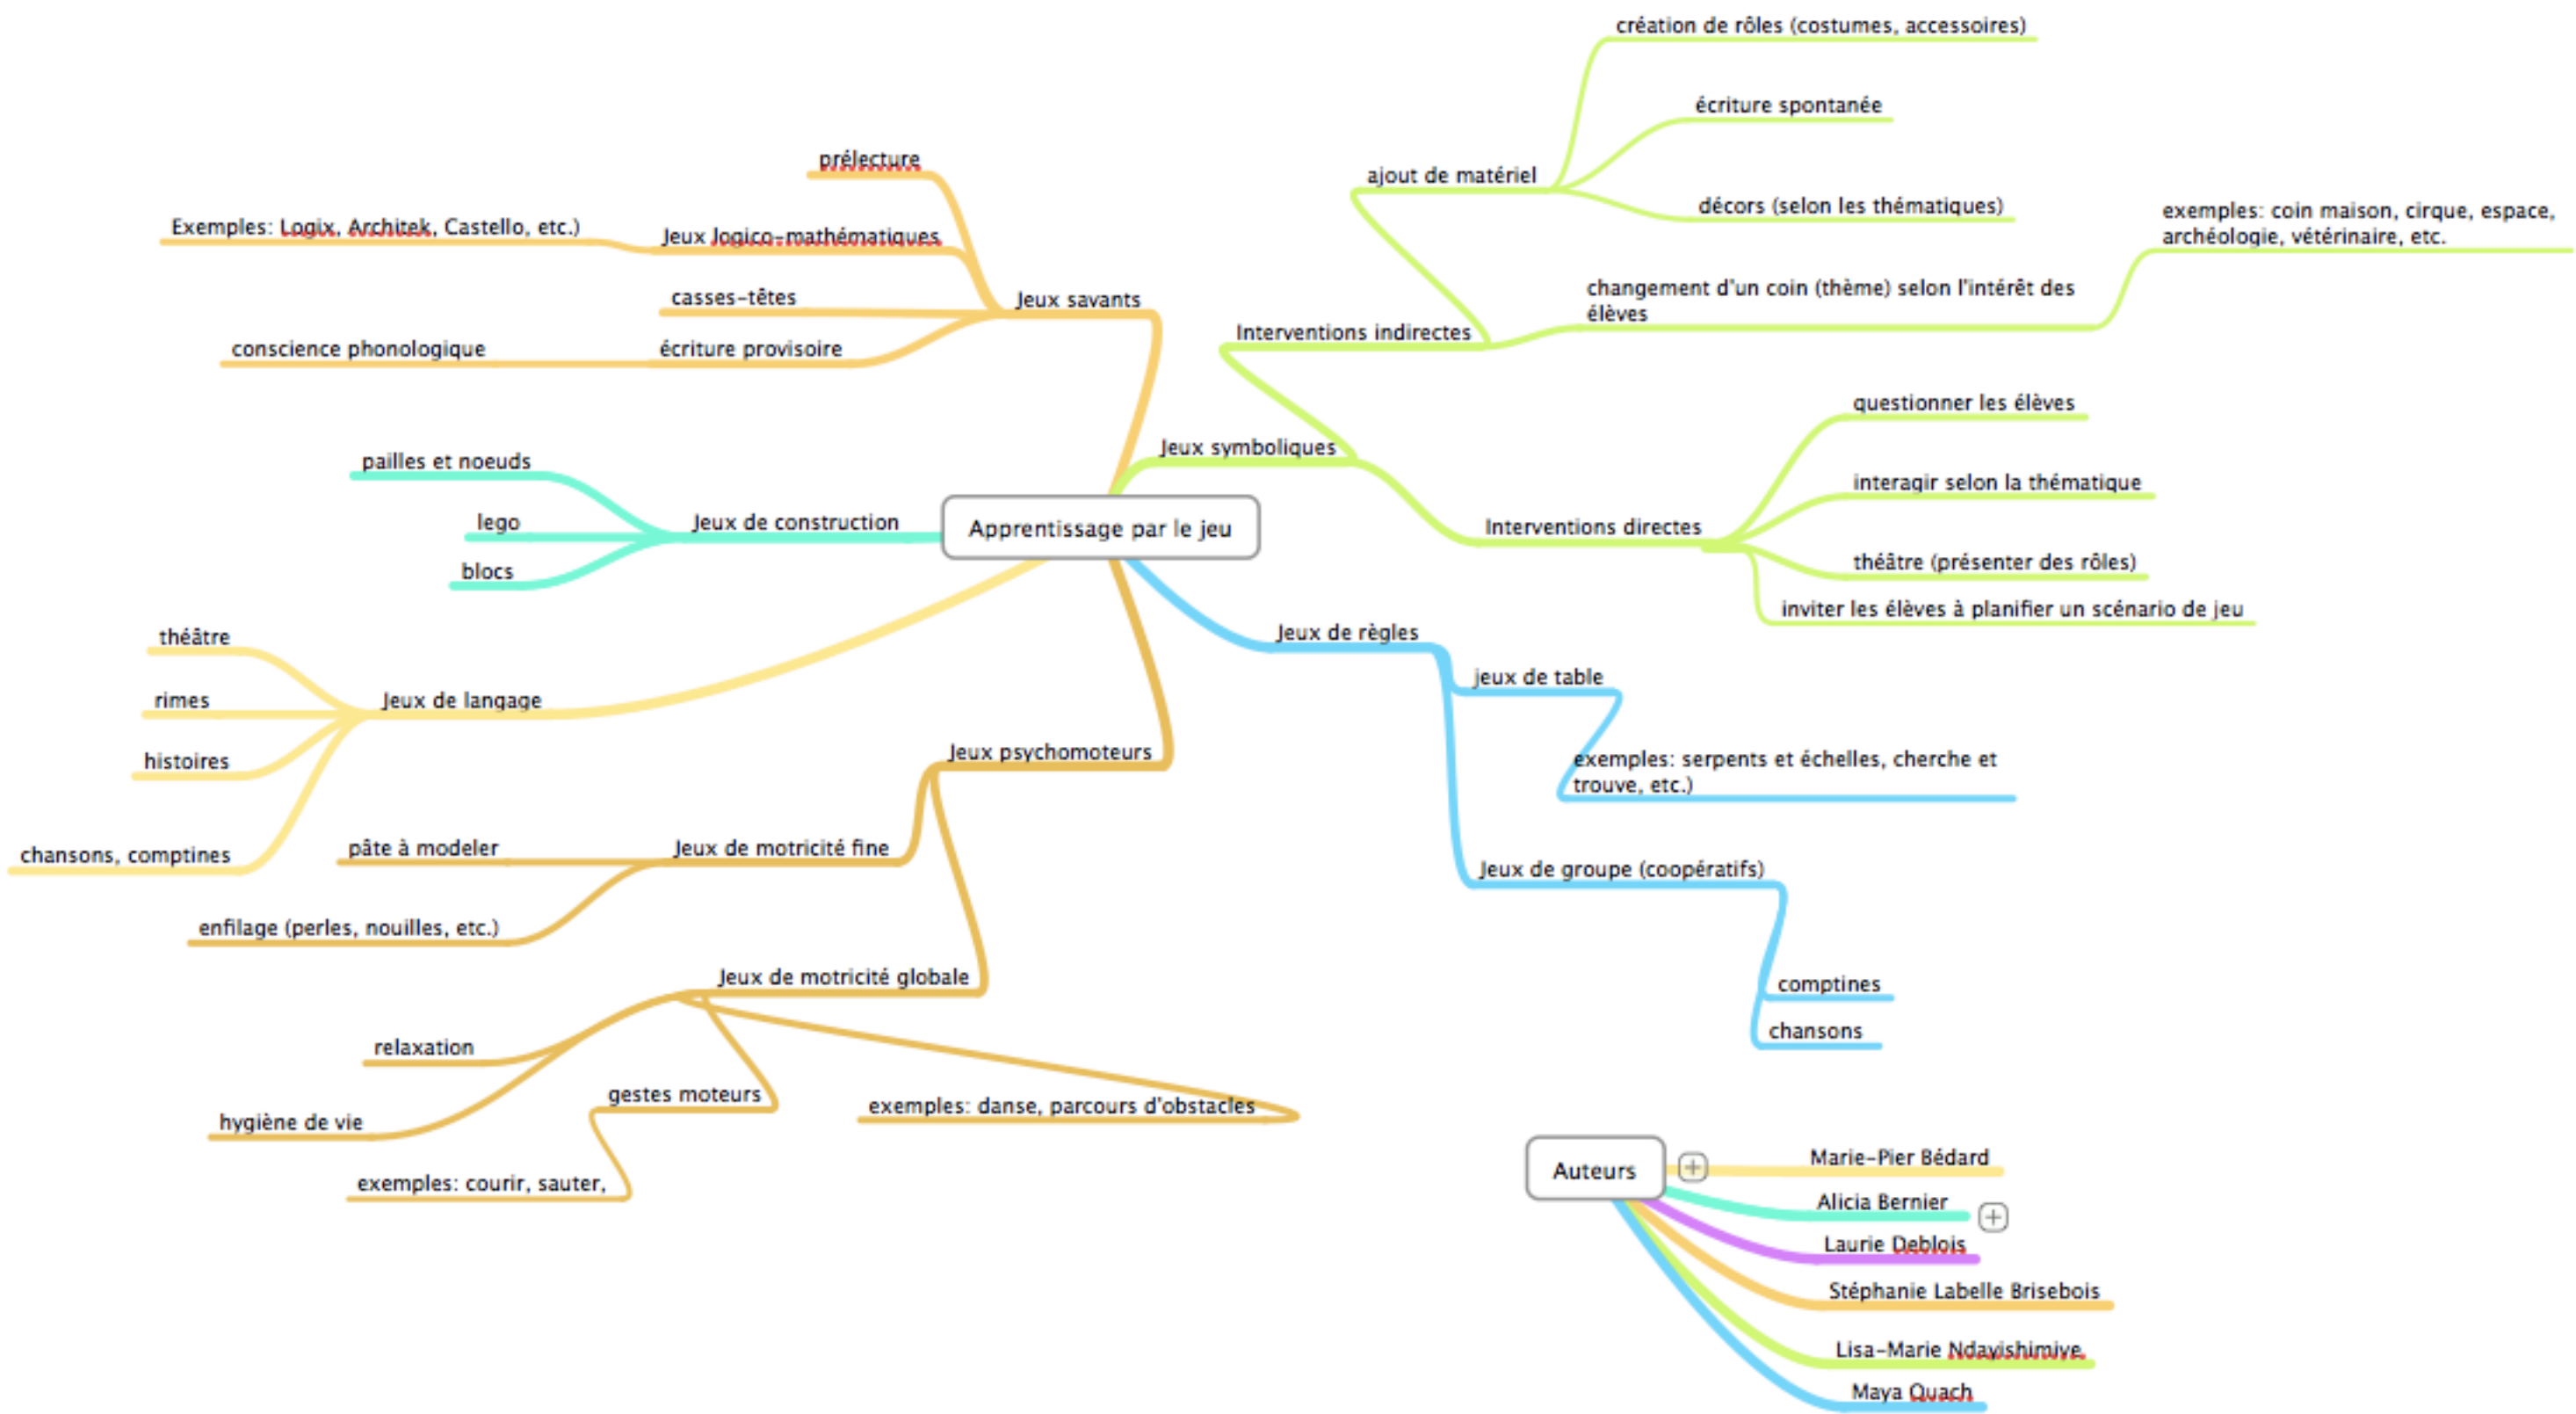 Apprentissage par le jeu
Jeux savants
prélecture
Jeux logico-mathématiques
Exemples: Logix, Architek, Castello, etc.)
casses-têtes
écriture provisoire
conscience phonologique
Jeux de construction
pailles et noeuds
lego
blocs
Jeux de langage
théâtre
rimes
histoires
chansons, comptines
Jeux psychomoteurs
Jeux de motricité fine
pâte à modeler
enfilage (perles, nouilles, etc.)
Jeux de motricité globale
relaxation
hygiène de vie
gestes moteurs
exemples: courir, sauter,
exemples: danse, parcours d'obstacles
Jeux symboliques
Interventions indirectes
ajout de matériel
création de rôles (costumes, accessoires)
écriture spontanée
décors (selon les thématiques)
changement d'un coin (thème) selon l'intérêt des
élèves
exemples: coin maison, cirque, espace,
archéologie, vétérinaire, etc.
Interventions directes
questionner les élèves
interagir selon la thématique
théâtre (présenter des rôles)
inviter les élèves à planifier un scénario de jeu
Jeux de règles
jeux de table
exemples: serpents et échelles, cherche et
trouve, etc.)
Jeux de groupe (coopératifs)
comptines
chansons
Auteurs
Marie-Pier Bédard
Alicia Bernier
Laurie Deblois
Stéphanie Labelle Brisebois
Lisa-Marie Ndayishimiye
Maya Quach